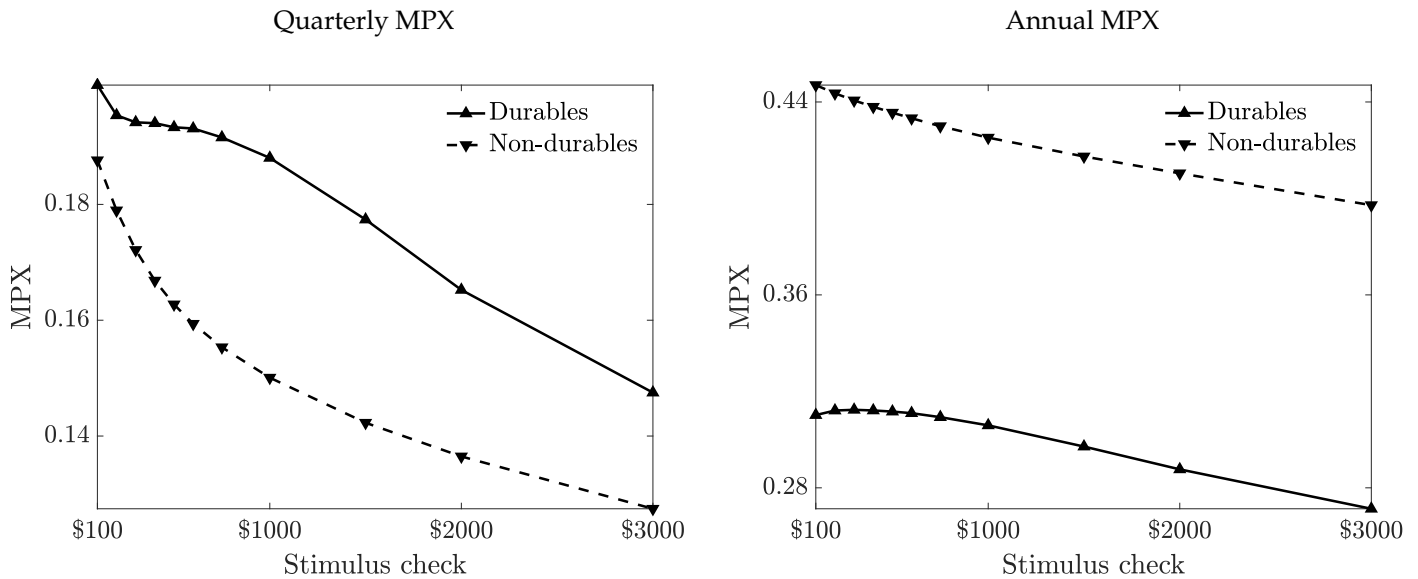 Quarterly MPX
Durables
Non-durables
0.18
0.16
0.14
MPX
$100
$1000
$2000
$3000
Stimulus check
Annual MPX
Durables
Non-durables
0.44
0.36
0.28
MPX
$100
$1000
$2000
$3000
Stimulus check